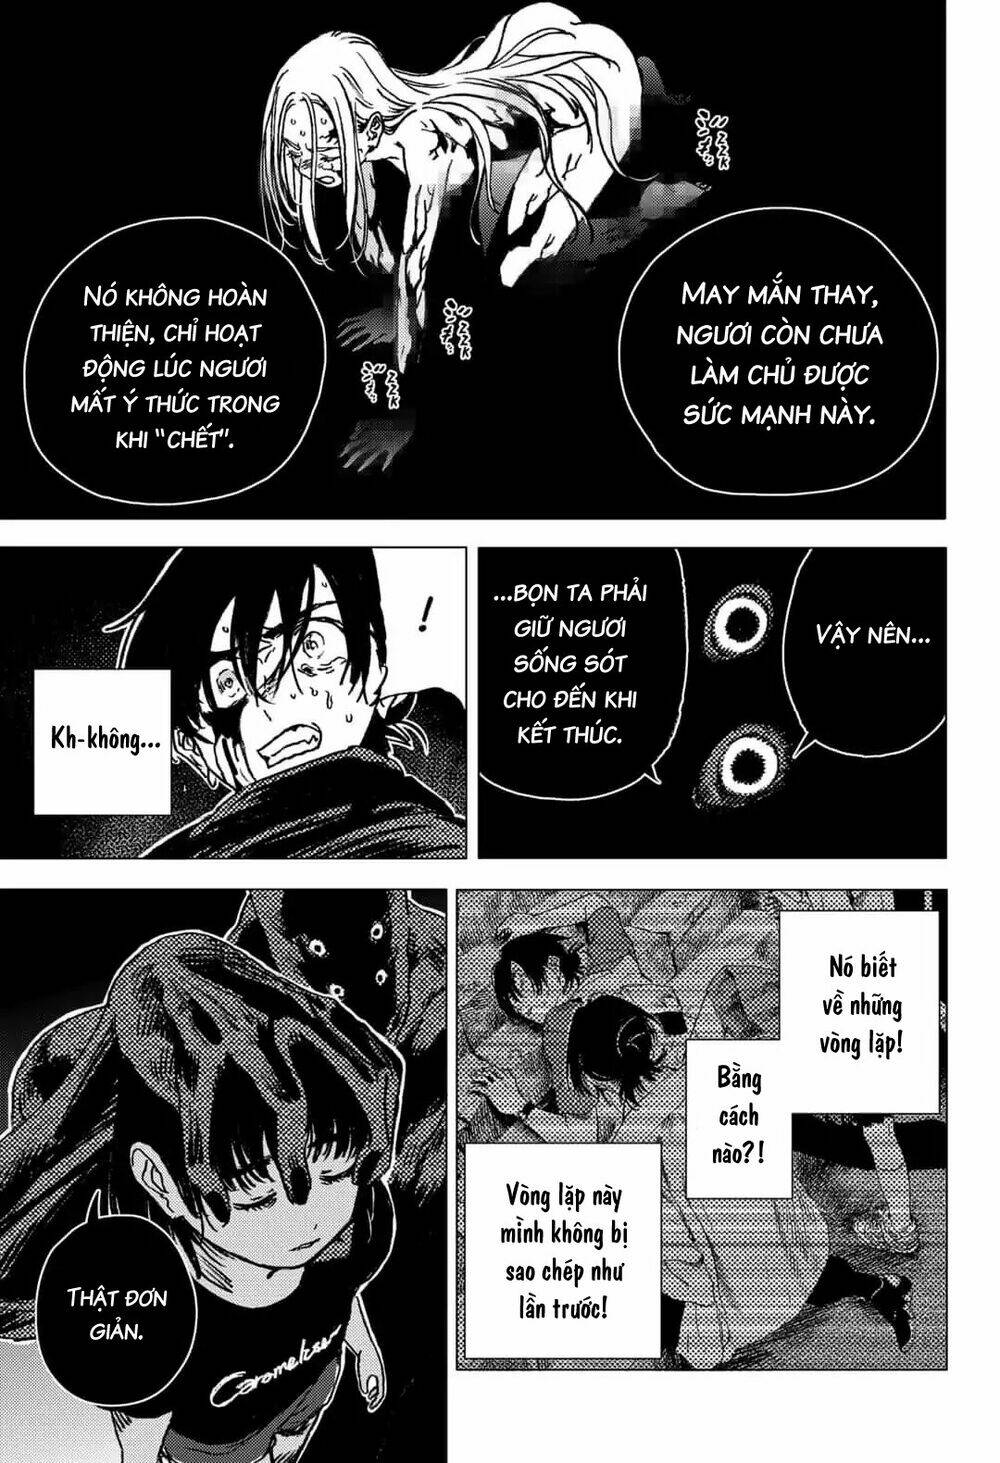 MAY MẮN THAY,
NGƯƠI CÒN CHƯA
LÀM CHỦ ĐƯỢC
SỨC MẠNH NÀY.
NÓ KHÔNG HOÀN
THIỆN, CHỈ HOẠT
ĐỘNG LÚC NGƯƠI
MẤT Ý THỨC TRONG
KHI “CHẾT".
VẬY NÊN...
...BỌN TA PHẢI
GIỮ NGƯƠI
SỐNG SÓT
CHO ĐẾN KHI
KẾT THÚC.
!
Kh-không...
Nó biết
về những
vòng lặp!
Bằng
cách
nào?!
Vòng lặp này
mình không bị
sao chép như
lần trước!
THẬT ĐƠN
GIẢN.